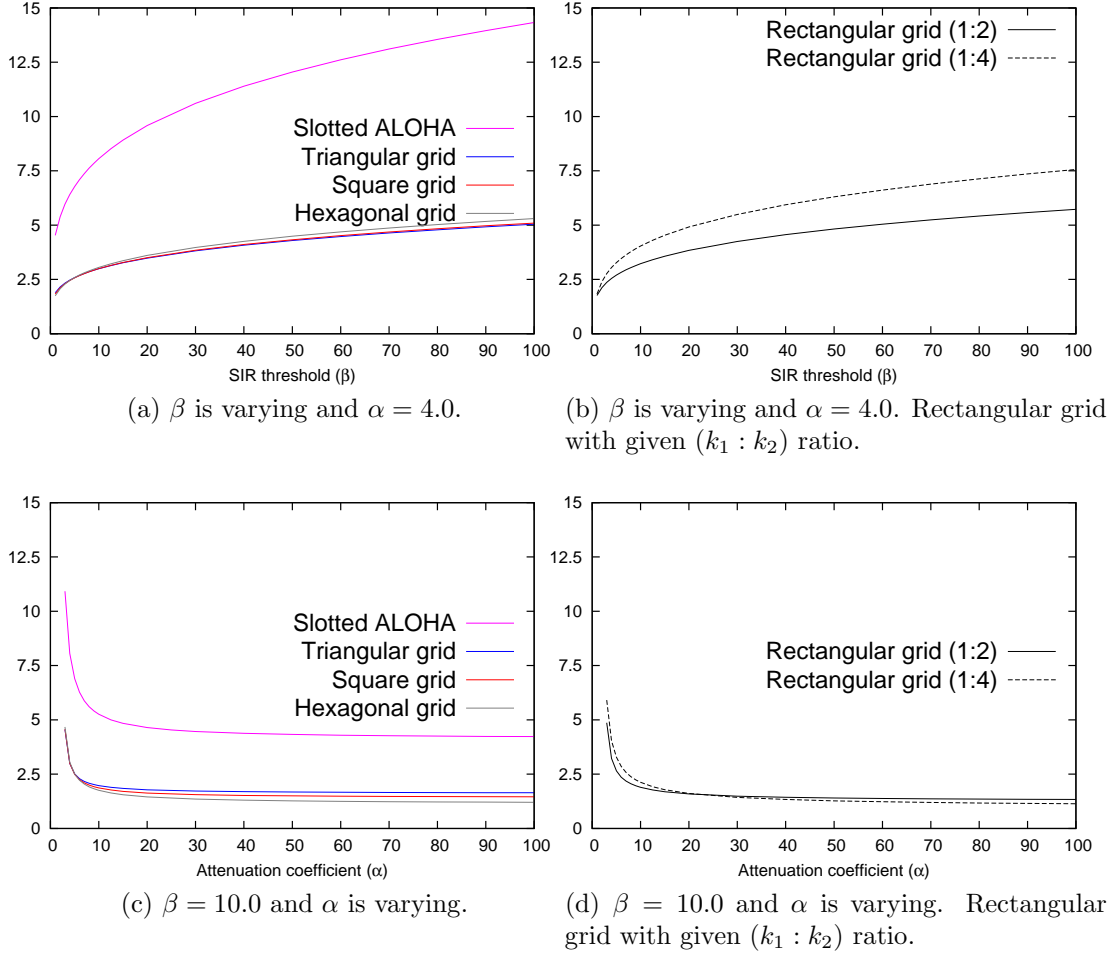 15
12.5
10
7.5
5
2.5
0
Slotted ALOHA
Triangular grid
Square grid
Hexagonal grid
0 10 20 30 40 50 60 70 80 90 100
SIR threshold (β)
(a) β is varying and α = 4.0.
15
12.5
10
7.5
5
2.5
0
Rectangular grid (1:2)
Rectangular grid (1:4)
0 10 20 30 40 50 60 70 80 90 100
SIR threshold (β)
(b) β is varying and α = 4.0. Rectangular grid
with given (k₁ : k₂) ratio.
15
12.5
10
7.5
5
2.5
0
Slotted ALOHA
Triangular grid
Square grid
Hexagonal grid
0 10 20 30 40 50 60 70 80 90 100
Attenuation coefficient (α)
(c) β = 10.0 and α is varying.
15
12.5
10
7.5
5
2.5
0
Rectangular grid (1:2)
Rectangular grid (1:4)
0 10 20 30 40 50 60 70 80 90 100
Attenuation coefficient (α)
(d) β = 10.0 and α is varying. Rectangular
grid with given (k₁ : k₂) ratio.